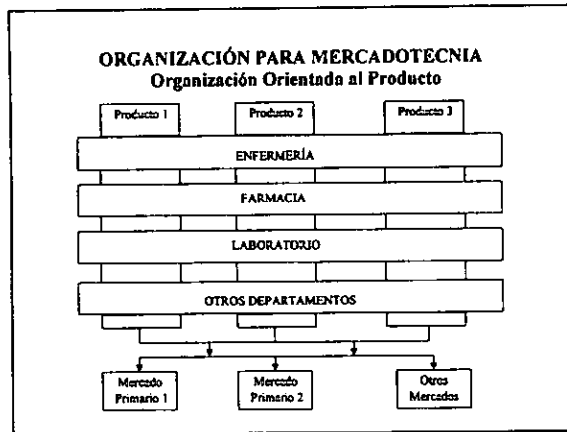 ORGANIZACIÓN PARA MERCADOTECNIA
Organización Orientada al Producto
Producto 1 Producto 2 Producto 3
ENFERMERÍA
FARMACIA
LABORATORIO
OTROS DEPARTAMENTOS
Mercado Primario 1
Mercado Primario 2
Otros Mercados